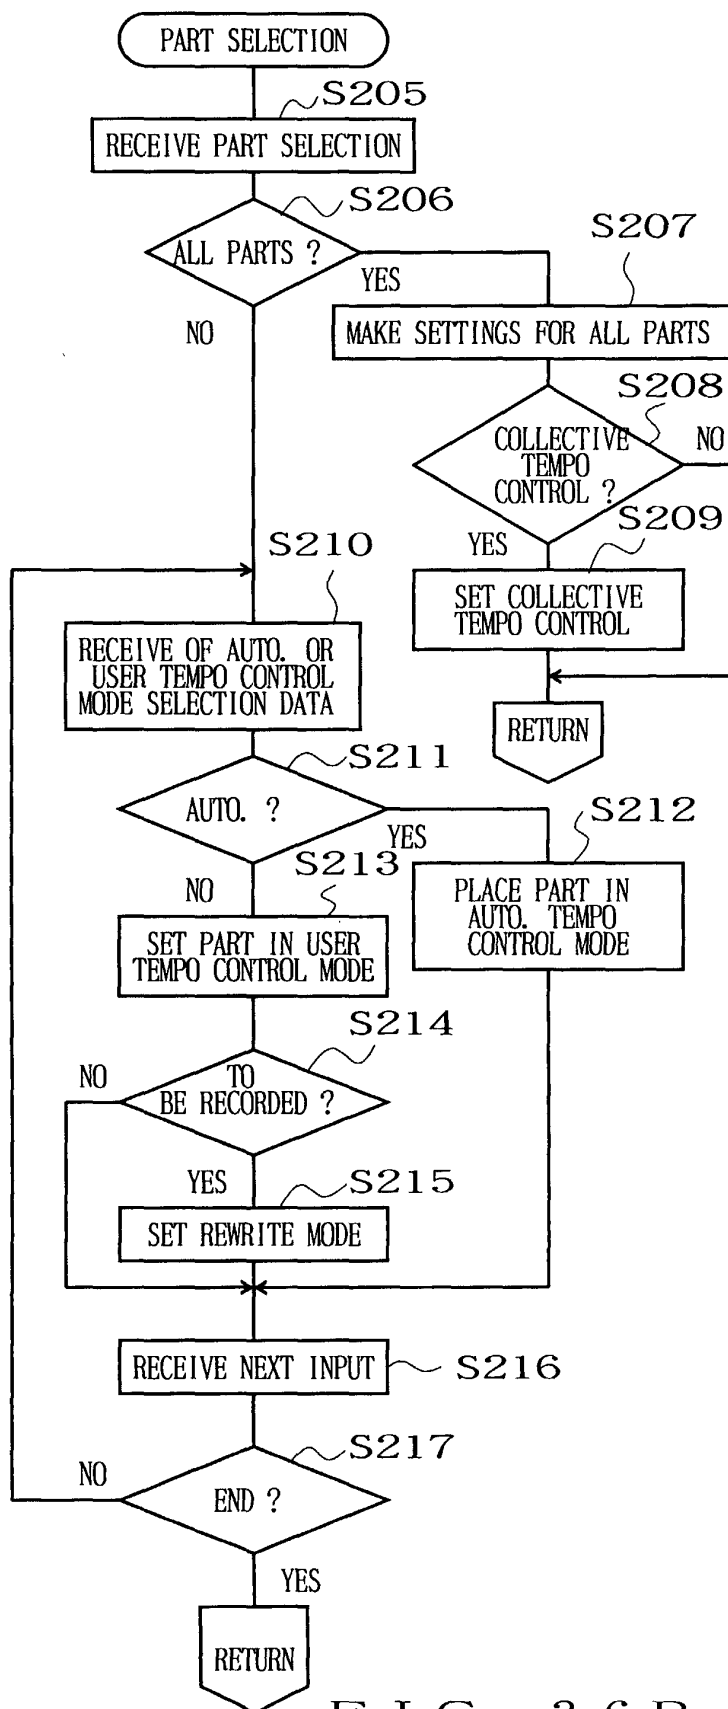 PART SELECTION
S205
RECEIVE PART SELECTION
S206
ALL PARTS ?
YES
NO
S207
MAKE SETTINGS FOR ALL PARTS
S208
COLLECTIVE
TEMPO
CONTROL ?
NO
YES
S209
SET COLLECTIVE
TEMPO CONTROL
RETURN
S210
RECEIVE OF AUTO. OR
USER TEMPO CONTROL
MODE SELECTION DATA
S211
AUTO. ?
YES
NO
S212
PLACE PART IN
AUTO. TEMPO
CONTROL MODE
S213
SET PART IN USER
TEMPO CONTROL MODE
S214
TO
BE RECORDED ?
NO
YES
S215
SET REWRITE MODE
RECEIVE NEXT INPUT
S216
S217
END ?
NO
YES
RETURN